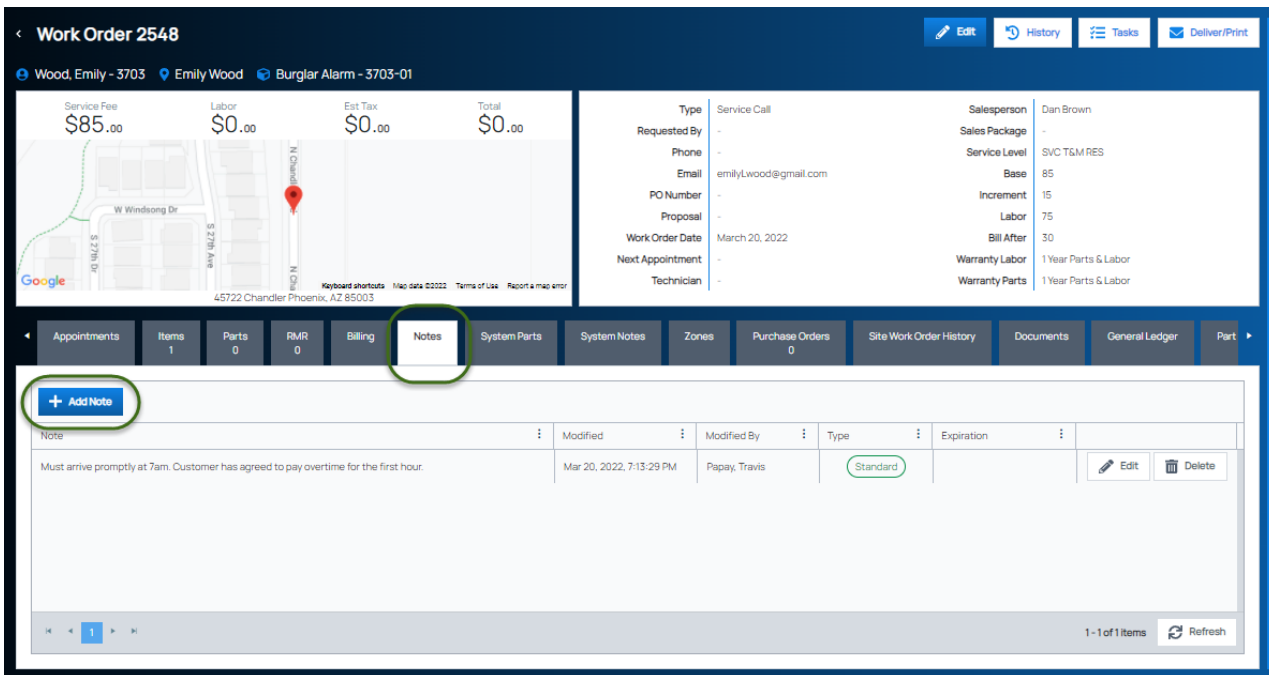 Work Order 2548
Edit
History
Tasks
Deliver/Print
Wood, Emily - 3703
Emily Wood
Burglar Alarm - 3703-01
Service Fee
Labor
Est Tax
Total
$85.00
$0.00
$0.00
$0.00
N Chandl
W Windsong Dr
S 27th Dr
S 27th Ave
N Cha
Google
Keyboard shortcuts
Map data ©2022
Terms of Use
Report a map error
45722 Chandler Phoenix, AZ 85003
Type
Service Call
Requested By
-
Phone
-
Email
emilyLwood@gmail.com
PO Number
-
Proposal
-
Work Order Date
March 20, 2022
Next Appointment
-
Technician
-
Salesperson
Dan Brown
Sales Package
-
Service Level
SVC T&M RES
Base
85
Increment
15
Labor
75
Bill After
30
Warranty Labor
1 Year Parts & Labor
Warranty Parts
1 Year Parts & Labor
Appointments
Items
1
Parts
0
RMR
0
Billing
Notes
System Parts
System Notes
Zones
Purchase Orders
0
Site Work Order History
Documents
General Ledger
Part
+ Add Note
Note
Modified
Modified By
Type
Expiration
Must arrive promptly at 7am. Customer has agreed to pay overtime for the first hour.
Mar 20, 2022, 7:13:29 PM
Papay, Travis
Standard
Edit
Delete
1
1 - 1 of 1 items
Refresh